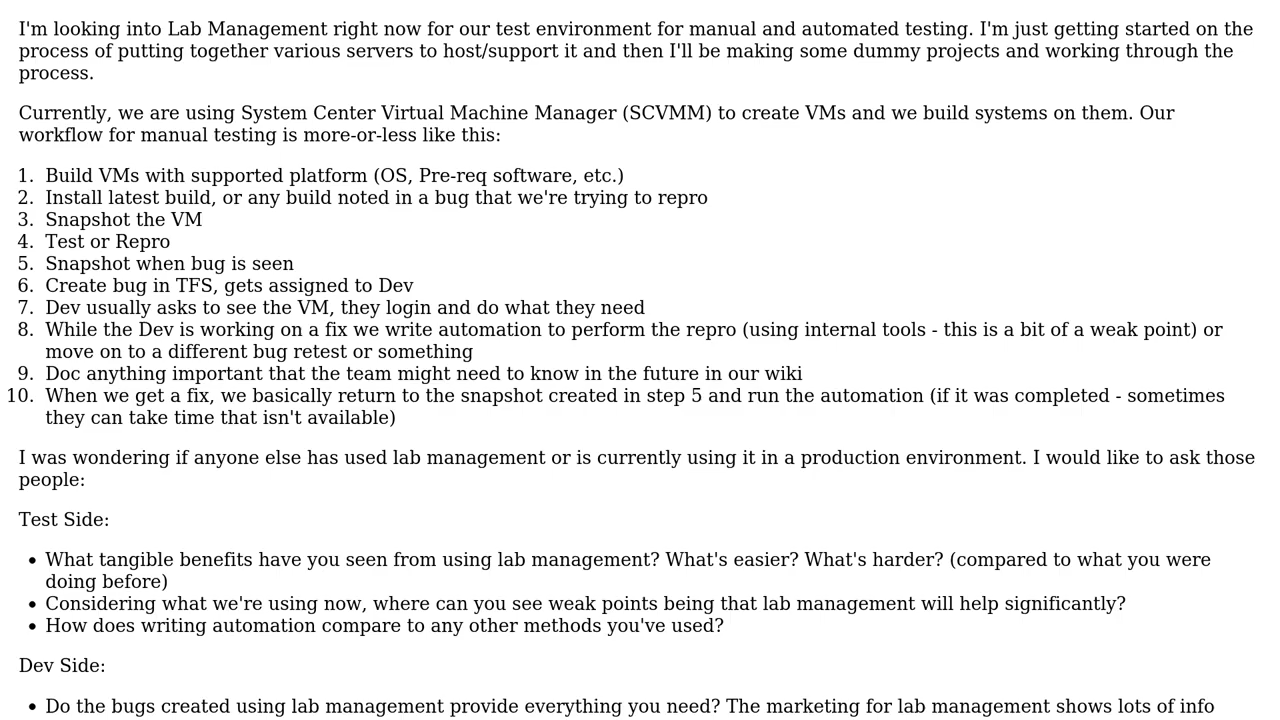 I'm looking into Lab Management right now for our test environment for manual and automated testing. I'm just getting started on the
process of putting together various servers to host/support it and then I'll be making some dummy projects and working through the
process.
Currently, we are using System Center Virtual Machine Manager (SCVMM) to create VMs and we build systems on them. Our
workflow for manual testing is more-or-less like this:
1. Build VMs with supported platform (OS, Pre-req software, etc.)
2. Install latest build, or any build noted in a bug that we're trying to repro
3. Snapshot the VM
4. Test or Repro
5. Snapshot when bug is seen
6. Create bug in TFS, gets assigned to Dev
7. Dev usually asks to see the VM, they login and do what they need
8. While the Dev is working on a fix we write automation to perform the repro (using internal tools - this is a bit of a weak point) or
move on to a different bug retest or something
9. Doc anything important that the team might need to know in the future in our wiki
10. When we get a fix, we basically return to the snapshot created in step 5 and run the automation (if it was completed - sometimes
they can take time that isn't available)
I was wondering if anyone else has used lab management or is currently using it in a production environment. I would like to ask those
people:
Test Side:
• What tangible benefits have you seen from using lab management? What's easier? What's harder? (compared to what you were
doing before)
• Considering what we're using now, where can you see weak points being that lab management will help significantly?
• How does writing automation compare to any other methods you've used?
Dev Side:
• Do the bugs created using lab management provide everything you need? The marketing for lab management shows lots of info